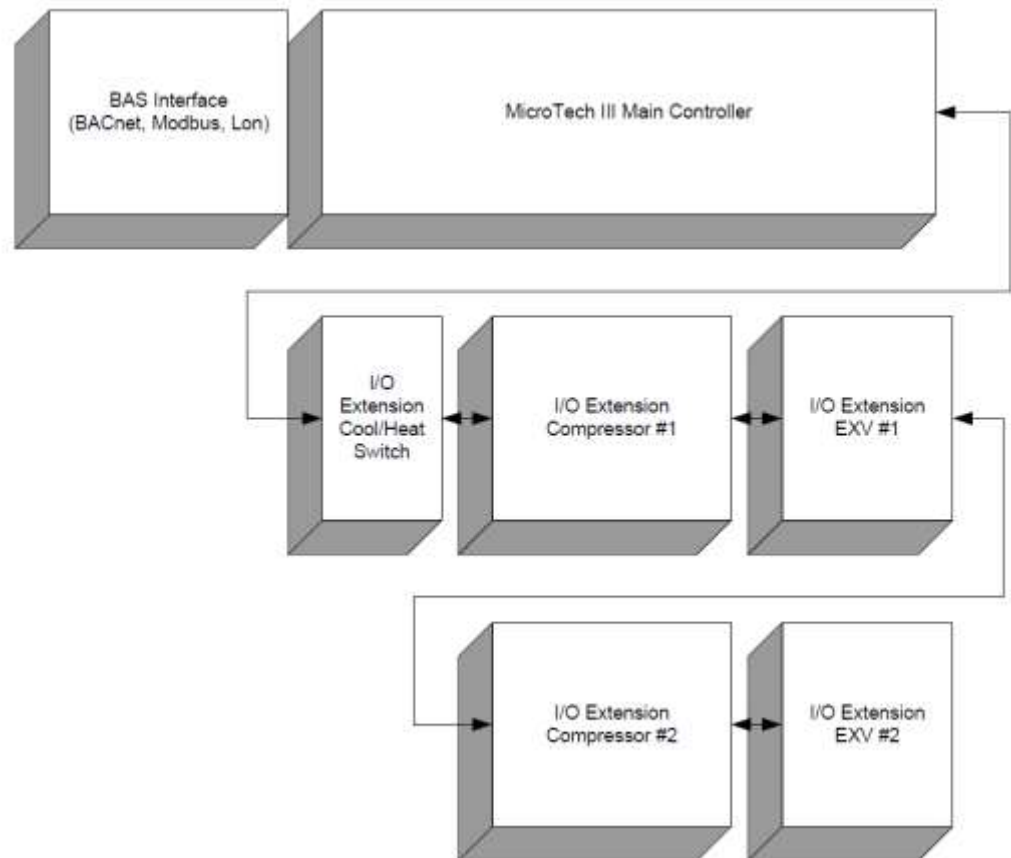 BAS Interface
(BACnet, Modbus, Lon)
MicroTech III Main Controller
I/O
Extension
Cool/Heat
Switch
I/O Extension
Compressor #1
I/O Extension
EXV #1
I/O Extension
Compressor #2
I/O Extension
EXV #2